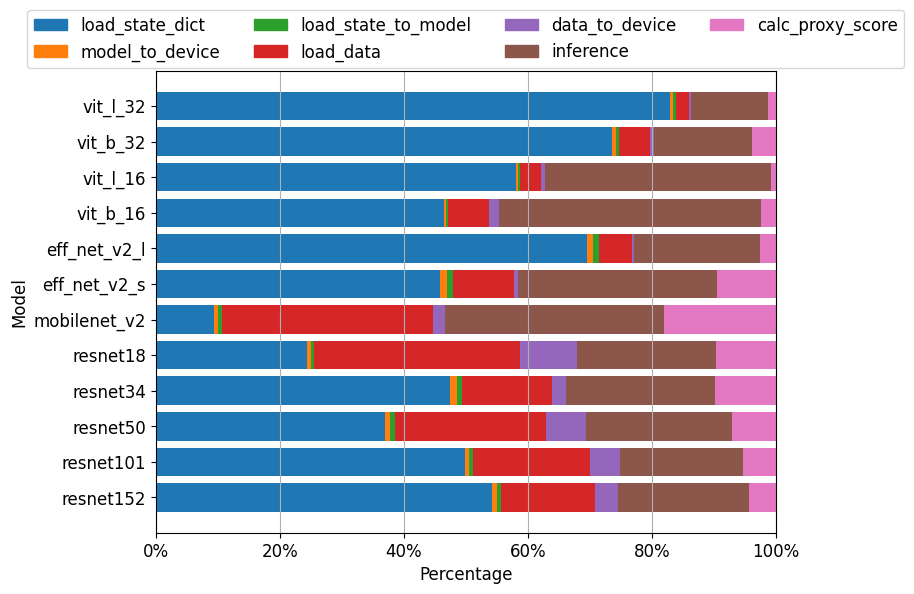 load_state_dict load_state_to_model data_to_device calc_proxy_score
model_to_device load_data inference
vit_l_32
vit_b_32
vit_l_16
vit_b_16
eff_net_v2_l
eff_net_v2_s
mobilenet_v2
resnet18
resnet34
resnet50
resnet101
resnet152
Model
0% 20% 40% 60% 80% 100%
Percentage